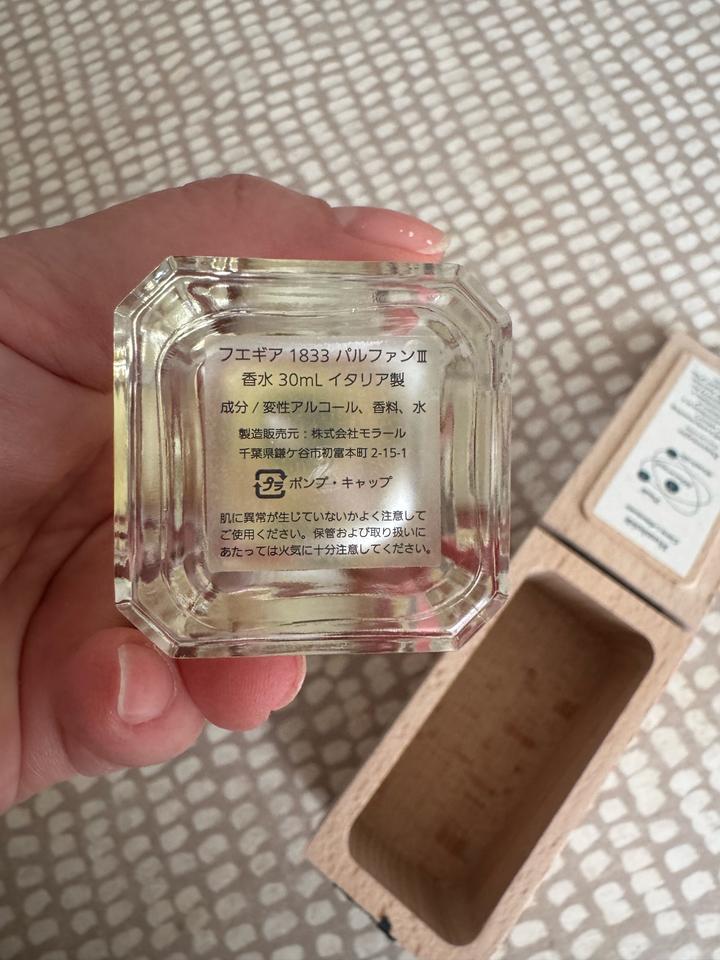 フエギア 1833 パルファンⅢ
香水 30mL イタリア製
成分 / 変性アルコール、香料、水
製造販売元：株式会社モラール
千葉県鎌ケ谷市初富本町 2-15-1
プラ ポンプ・キャップ
肌に異常が生じていないかよく注意して
ご使用ください。保管および取り扱いに
あたっては火気に十分注意してください。